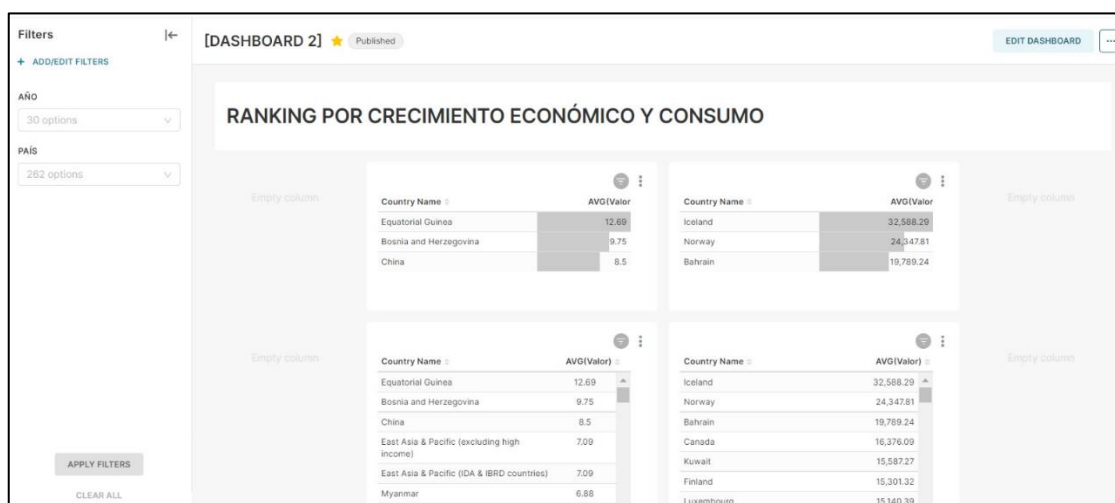 Filters
+ ADD/EDIT FILTERS
AÑO
30 options
PAÍS
262 options
APPLY FILTERS
CLEAR ALL
[DASHBOARD 2] Published
EDIT DASHBOARD
RANKING POR CRECIMIENTO ECONÓMICO Y CONSUMO
Empty column
Country Name AVG(Valor
Equatorial Guinea 12.69
Bosnia and Herzegovina 9.75
China 8.5
Country Name AVG(Valor
Iceland 32,588.29
Norway 24,347.81
Bahrain 19,789.24
Empty column
Empty column
Country Name AVG(Valor)
Equatorial Guinea 12.69
Bosnia and Herzegovina 9.75
China 8.5
East Asia & Pacific (excluding high
income) 7.09
East Asia & Pacific (IDA & IBRD countries) 7.09
Myanmar 6.88
Country Name AVG(Valor)
Iceland 32,588.29
Norway 24,347.81
Bahrain 19,789.24
Canada 16,376.09
Kuwait 15,587.27
Finland 15,301.32
Luxembourg 15,140.39
Empty column